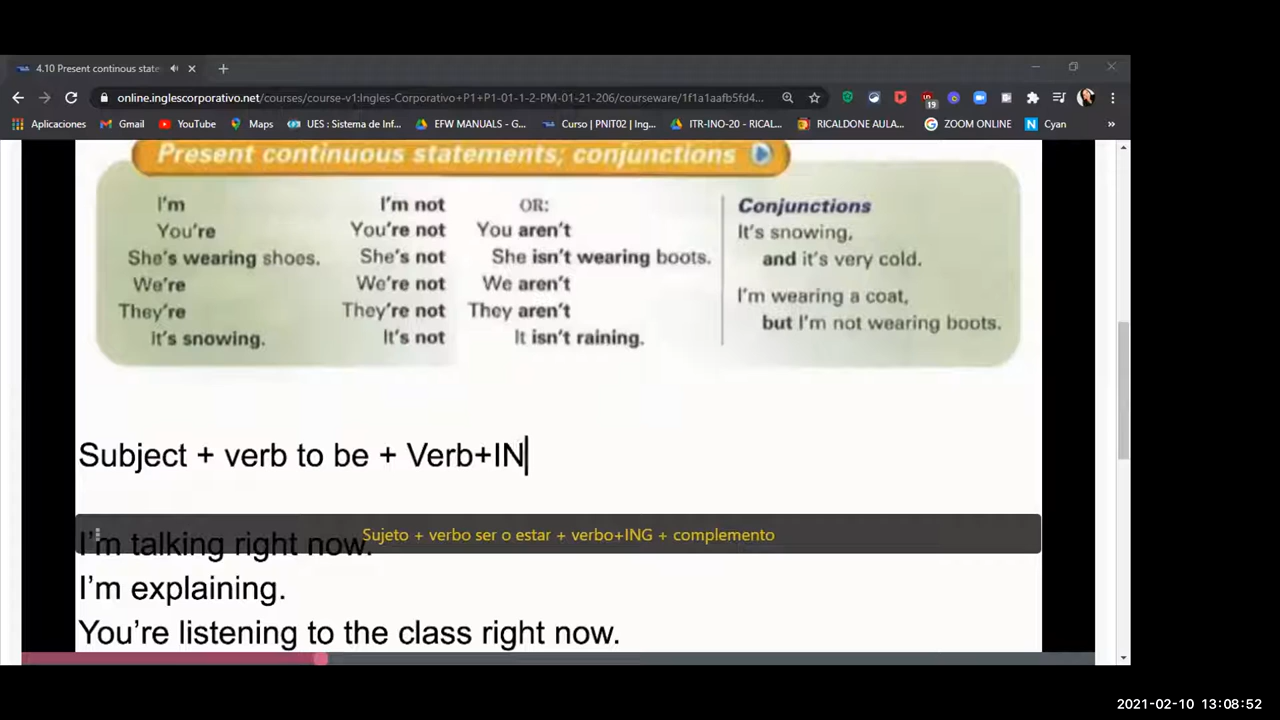 4.10 Present continous state
online.inglescorporativo.net/courses/course-v1:Ingles-Corporativo+P1+P1-01-1-2-PM-01-21-206/courseware/1f1a1aafb5fd4...
19
Aplicaciones Gmail YouTube Maps UES : Sistema de Inf... EFW MANUALS - G... Curso | PNIT02 | Ing... ITR-INO-20 - RICAL... RICALDONE AULA... ZOOM ONLINE Cyan »
Present continuous statements; conjunctions
I'm I'm not OR: Conjunctions
You're You're not You aren't It's snowing,
She's wearing shoes. She's not She isn't wearing boots. and it's very cold.
We're We're not We aren't I'm wearing a coat,
They're They're not They aren't but I'm not wearing boots.
It's snowing. It's not It isn't raining.
Subject + verb to be + Verb+IN
Sujeto + verbo ser o estar + verbo+ING + complemento
I'm talking right now.
I'm explaining.
You're listening to the class right now.
2021-02-10 13:08:52